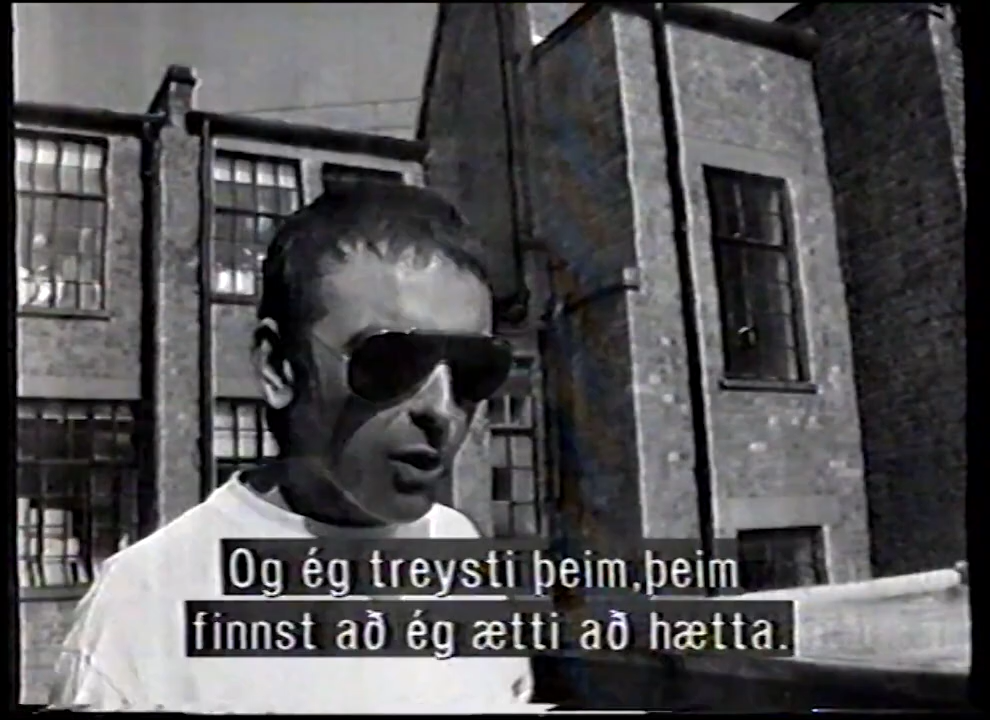 Og ég treysti þeim,þeim
finnst að ég ætti að hætta.